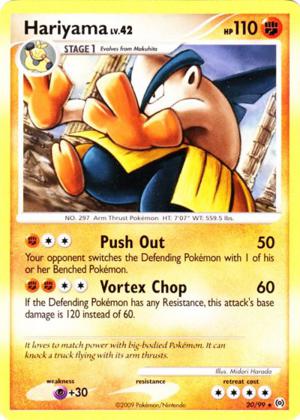 Hariyama LV.42 HP 110
STAGE 1 Evolves from Makuhita
NO. 297 Arm Thrust Pokémon HT: 7'07" WT: 559.5 lbs.
Push Out 50
Your opponent switches the Defending Pokémon with 1 of his
or her Benched Pokémon.
Vortex Chop 60
If the Defending Pokémon has any Resistance, this attack's base
damage is 120 instead of 60.
It loves to match power with big-bodied Pokémon. It can
knock a truck flying with its arm thrusts.
Illus. Midori Harada
weakness resistance retreat cost
+30
©2009 Pokémon/Nintendo 20/99